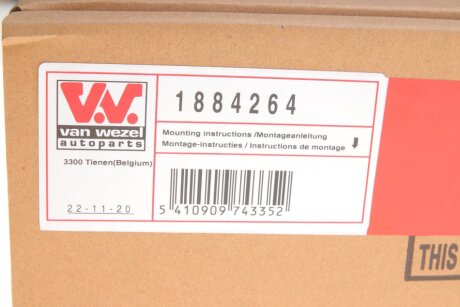 V.V.
van wezel
autoparts
3300 Tienen(Belgium)
22-11-20
1884264
Mounting instructions /Montageanleitung
Montage-instructies / Instructions de montage
5 410909 743352
THIS